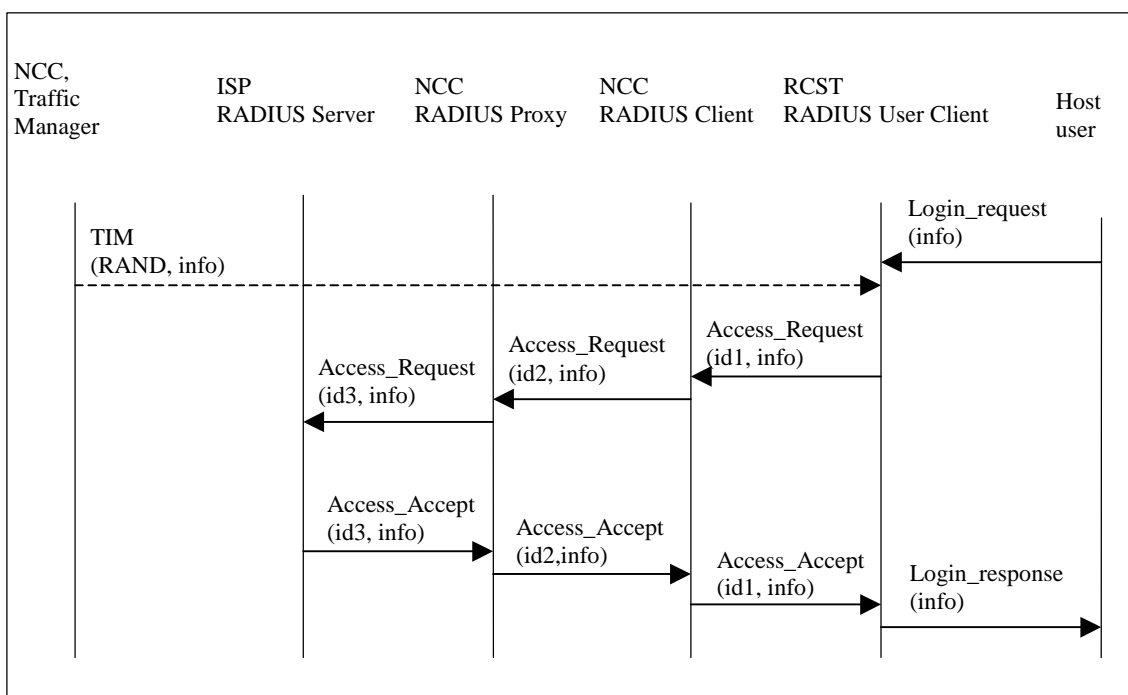 NCC,
Traffic
Manager
ISP
RADIUS Server
NCC
RADIUS Proxy
NCC
RADIUS Client
RCST
RADIUS User Client
Host
user
Login_request
(info)
TIM
(RAND, info)
Access_Request
(id1, info)
Access_Request
(id2, info)
Access_Request
(id3, info)
Access_Accept
(id3, info)
Access_Accept
(id2,info)
Access_Accept
(id1, info)
Login_response
(info)